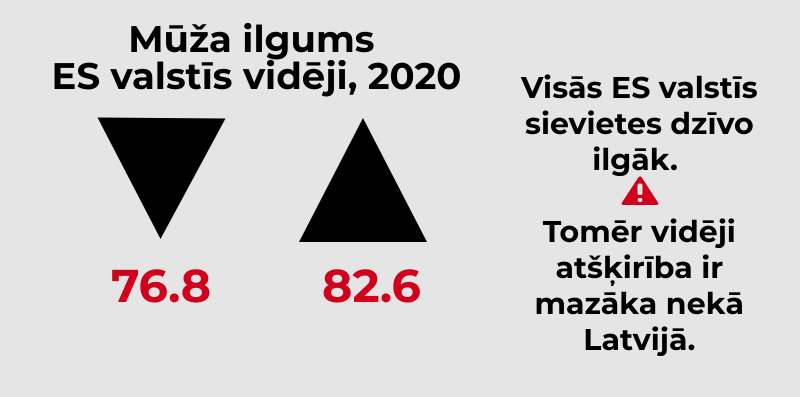 Mūža ilgums
ES valstīs vidēji, 2020
76.8
82.6
Visās ES valstīs
sievietes dzīvo
ilgāk.
Tomēr vidēji
atšķirība ir
mazāka nekā
Latvijā.